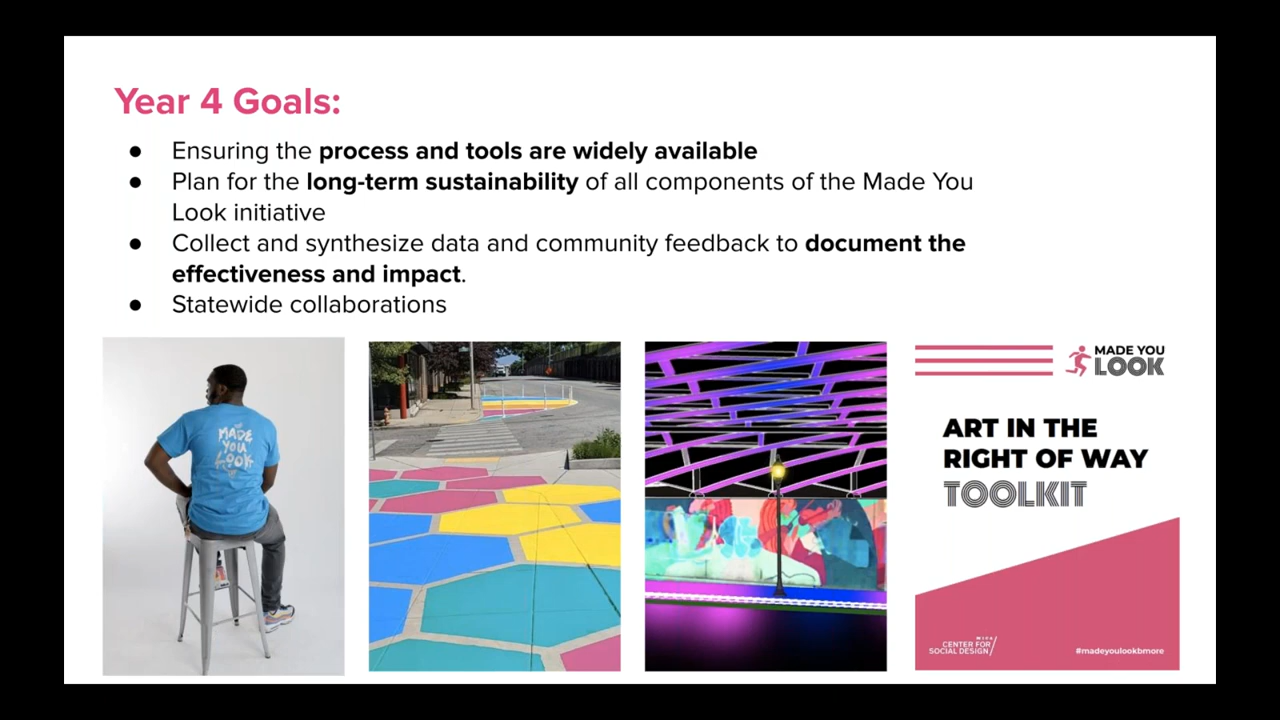 Year 4 Goals:
● Ensuring the process and tools are widely available
● Plan for the long-term sustainability of all components of the Made You
Look initiative
● Collect and synthesize data and community feedback to document the
effectiveness and impact.
● Statewide collaborations
MADE
YOU
LOOK
MADE YOU
LOOK
ART IN THE
RIGHT OF WAY
TOOLKIT
MICA
CENTER FOR
SOCIAL DESIGN/
#madeyoulookbmore